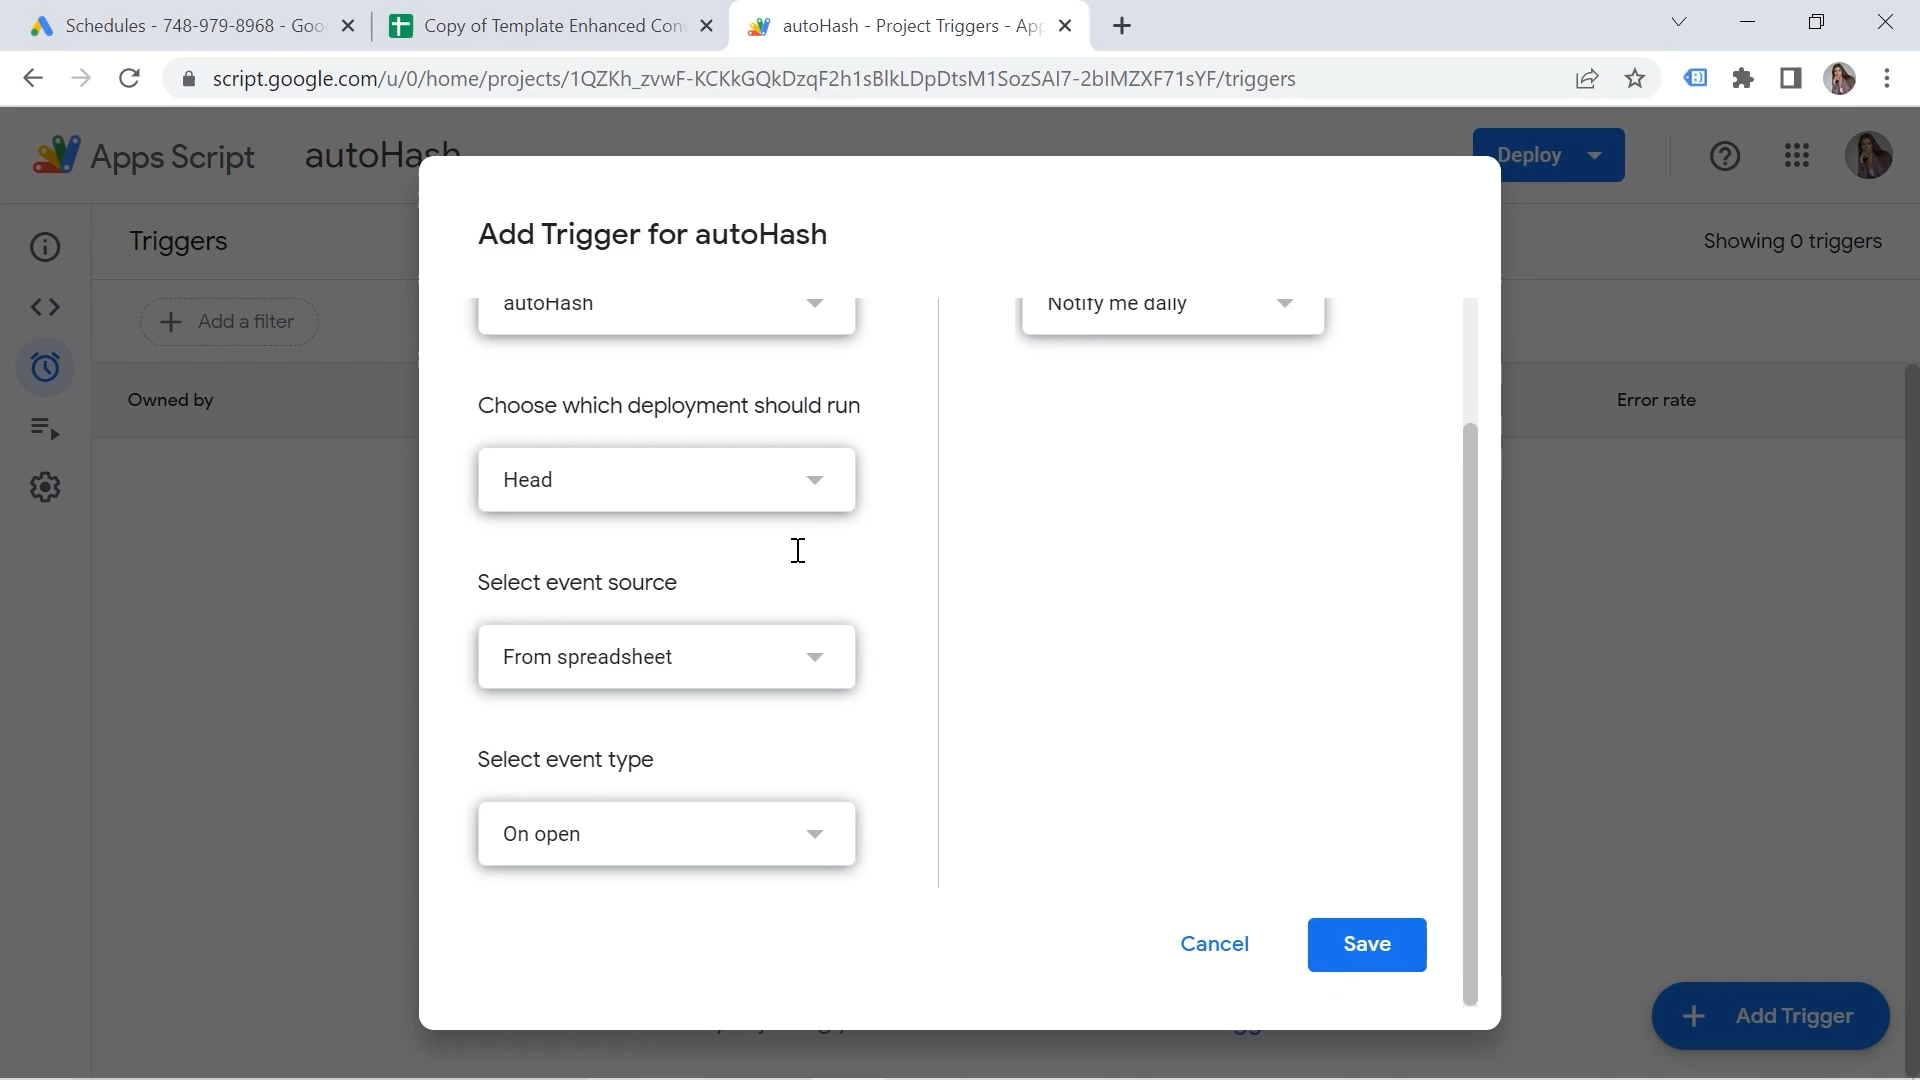 Schedules - 748-979-8968 - Goo
Copy of Template Enhanced Conv
autoHash - Project Triggers - App
script.google.com/u/0/home/projects/1QZKh_zvwF-KCKkGQkDzqF2h1sBlkLDpDtsM1SozSAI7-2bIMZXF71sYF/triggers
Apps Script
autoHash
Deploy
Triggers
Showing 0 triggers
Add Trigger for autoHash
autoHash
Notify me daily
Add a filter
Owned by
Error rate
Choose which deployment should run
Head
Select event source
From spreadsheet
Select event type
On open
Cancel
Save
Add Trigger